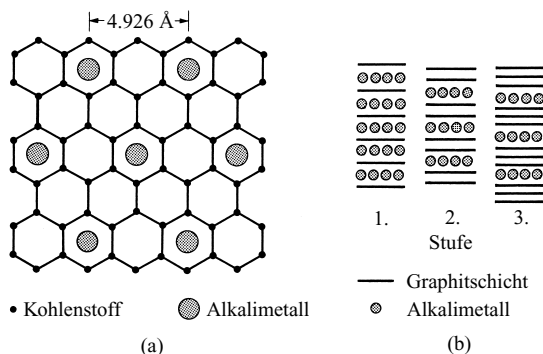 4.926 Å
1. 2. 3.
Stufe
Kohlenstoff Alkalimetall
Graphitschicht
Alkalimetall
(a) (b)